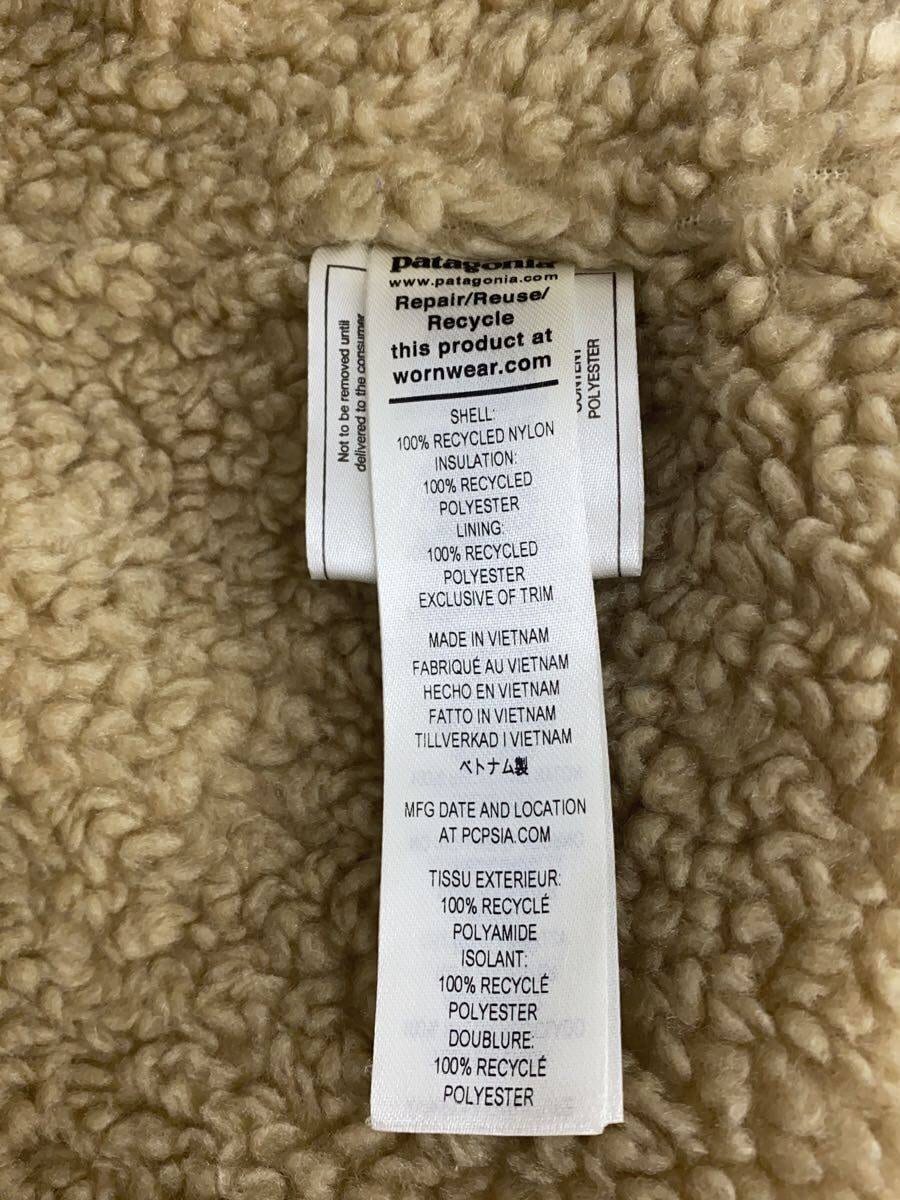 patagonia
www.patagonia.com
Repair/Reuse/
Recycle
this product at
wornwear.com
SHELL:
100% RECYCLED NYLON
INSULATION:
100% RECYCLED
POLYESTER
LINING:
100% RECYCLED
POLYESTER
EXCLUSIVE OF TRIM
MADE IN VIETNAM
FABRIQUÉ AU VIETNAM
HECHO EN VIETNAM
FATTO IN VIETNAM
TILLVERKAD I VIETNAM
ベトナム製
MFG DATE AND LOCATION
AT PCPSIA.COM
TISSU EXTERIEUR:
100% RECYCLÉ
POLYAMIDE
ISOLANT:
100% RECYCLÉ
POLYESTER
DOUBLURE:
100% RECYCLÉ
POLYESTER
Not to be removed until
delivered to the consumer
CONTENT
POLYESTER